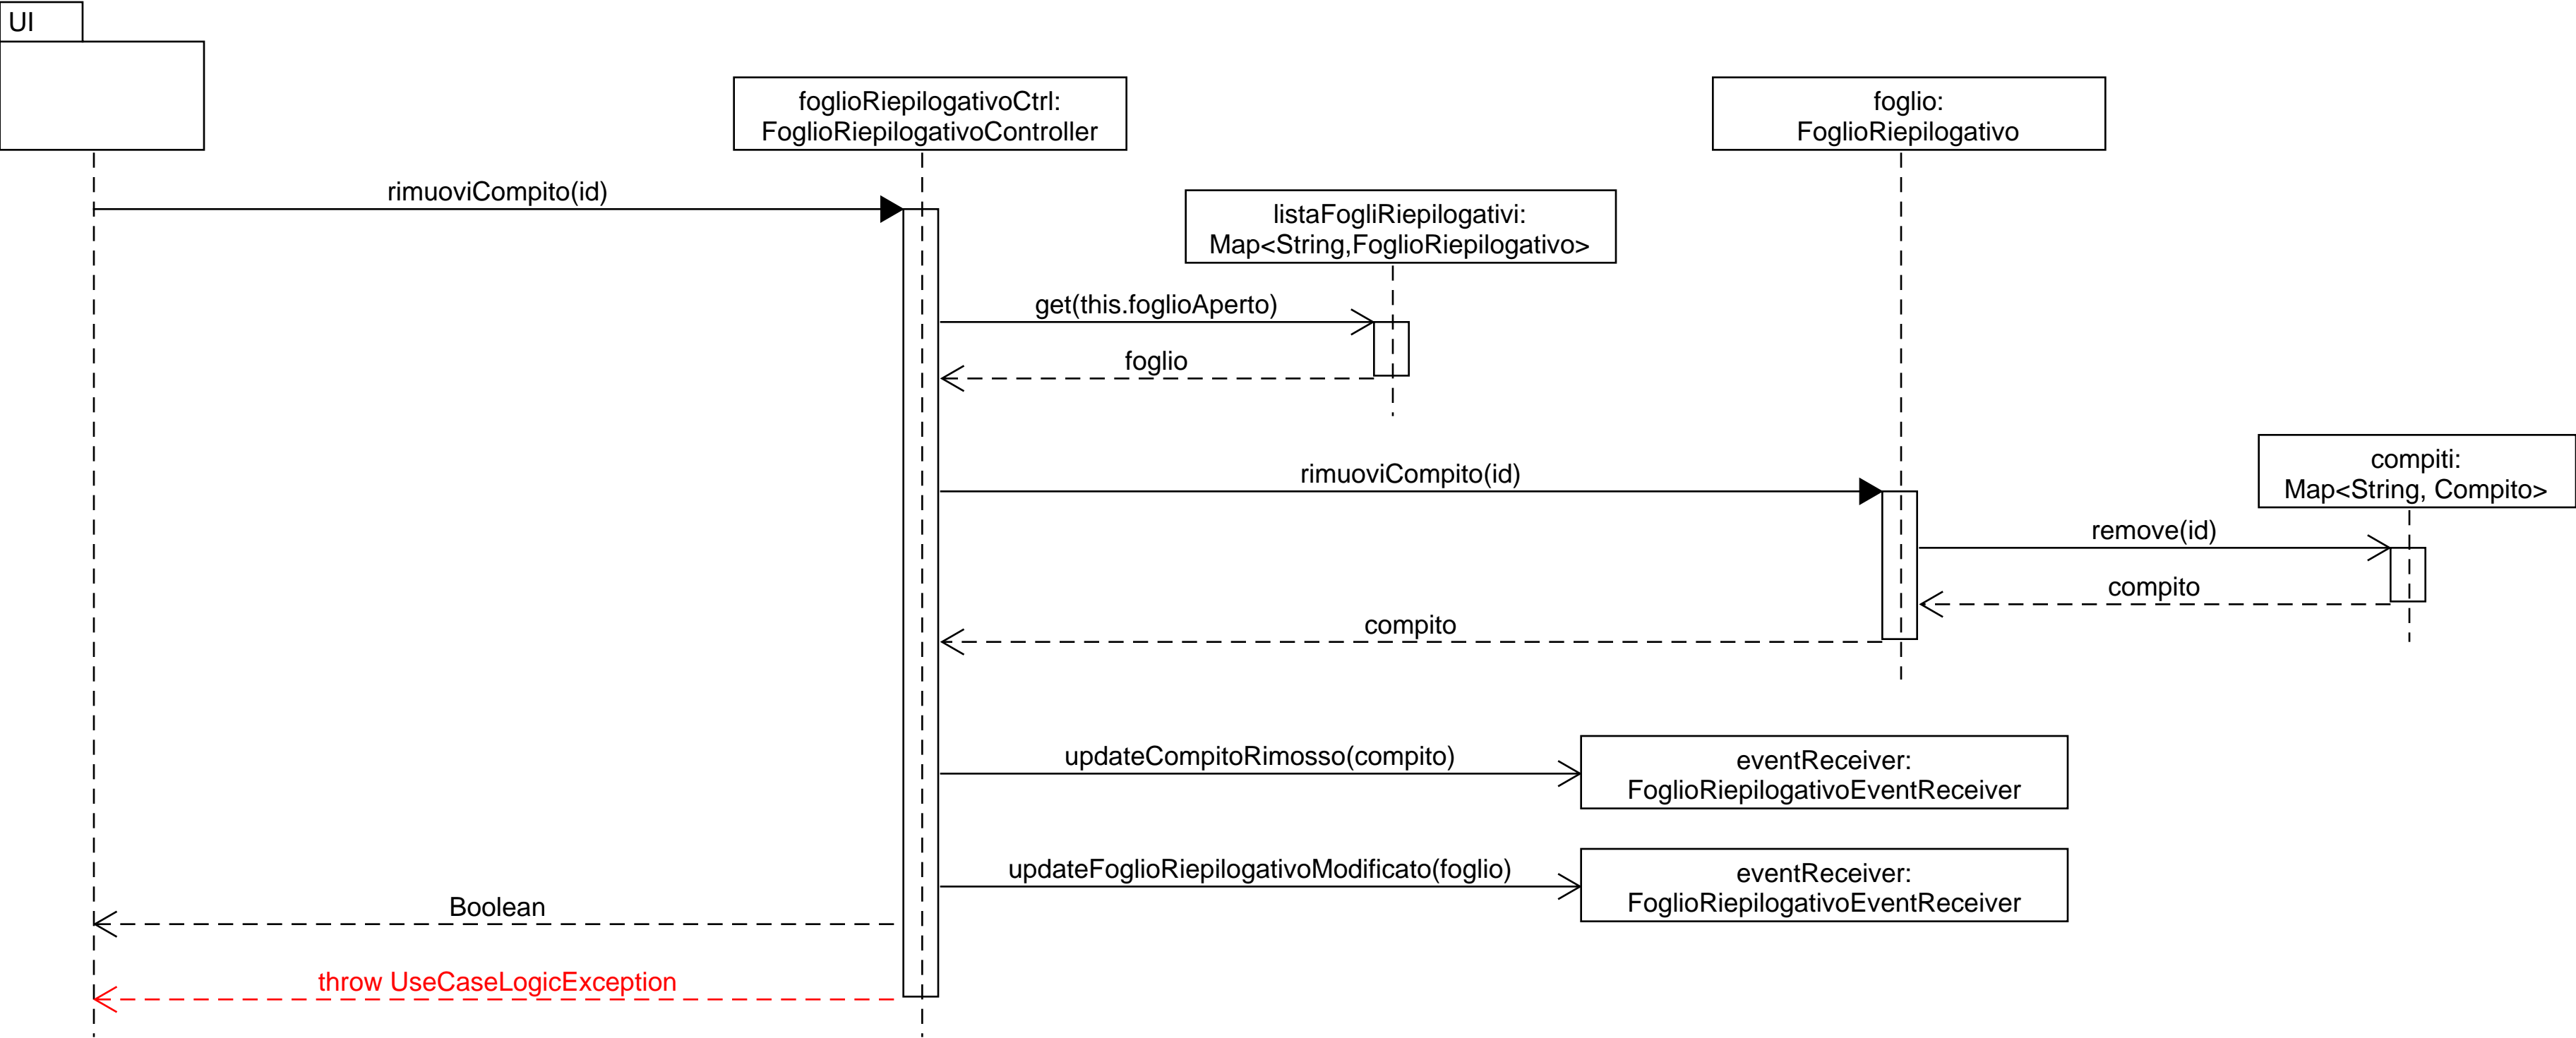 UI
foglioRiepilogativoCtrl:
FoglioRiepilogativoController
foglio:
FoglioRiepilogativo
rimuoviCompito(id)
listaFogliRiepilogativi:
Map<String,FoglioRiepilogativo>
get(this.foglioAperto)
foglio
compiti:
Map<String, Compito>
rimuoviCompito(id)
remove(id)
compito
compito
updateCompitoRimosso(compito)
eventReceiver:
FoglioRiepilogativoEventReceiver
updateFoglioRiepilogativoModificato(foglio)
eventReceiver:
FoglioRiepilogativoEventReceiver
Boolean
throw UseCaseLogicException